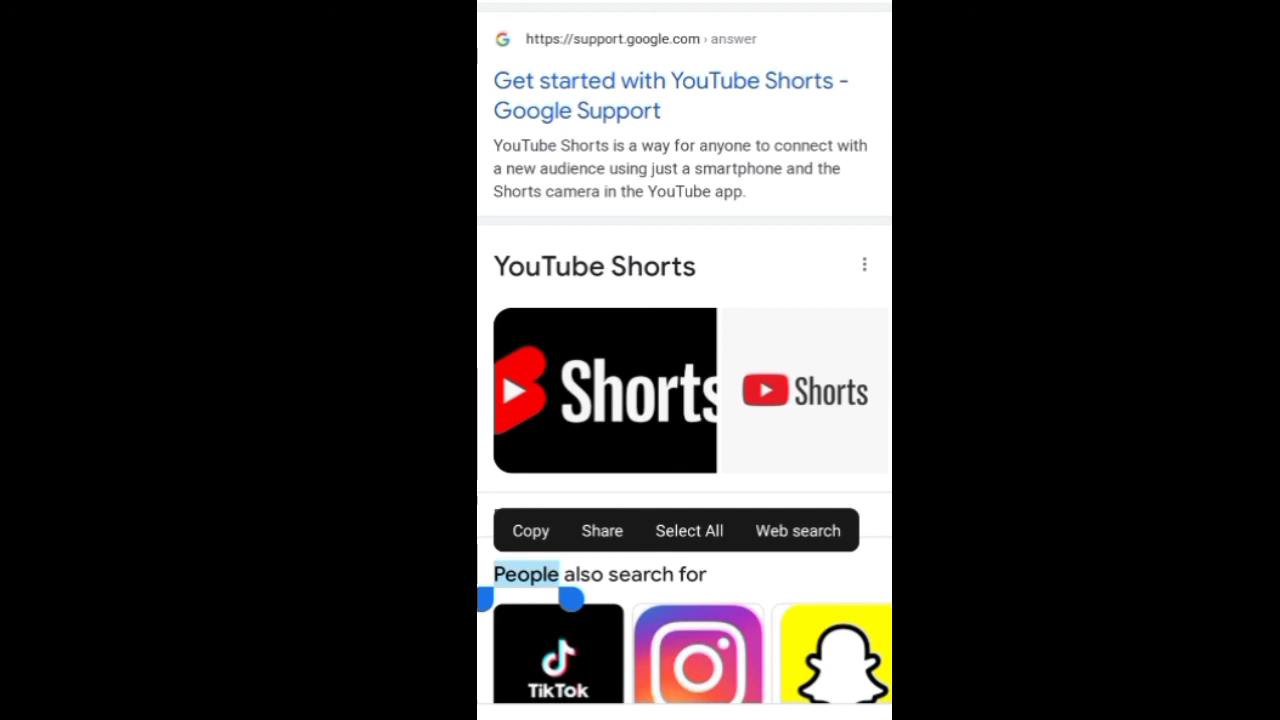 https://support.google.com › answer
Get started with YouTube Shorts -
Google Support
YouTube Shorts is a way for anyone to connect with
a new audience using just a smartphone and the
Shorts camera in the YouTube app.
YouTube Shorts
Shorts
Shorts
Copy Share Select All Web search
People also search for
TikTok